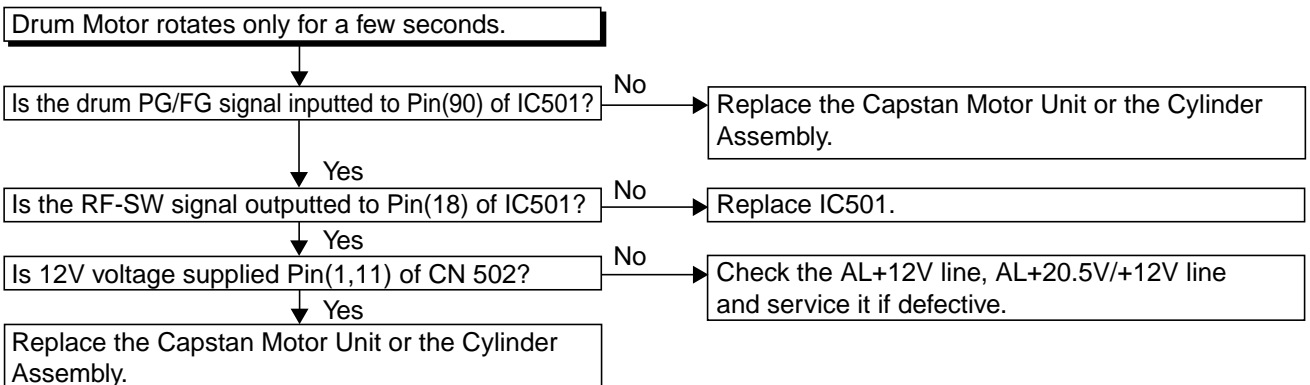 Drum Motor rotates only for a few seconds.
Is the drum PG/FG signal inputted to Pin(90) of IC501?
No
Replace the Capstan Motor Unit or the Cylinder
Assembly.
Yes
Is the RF-SW signal outputted to Pin(18) of IC501?
No
Replace IC501.
Yes
Is 12V voltage supplied Pin(1,11) of CN 502?
No
Check the AL+12V line, AL+20.5V/+12V line
and service it if defective.
Yes
Replace the Capstan Motor Unit or the Cylinder
Assembly.